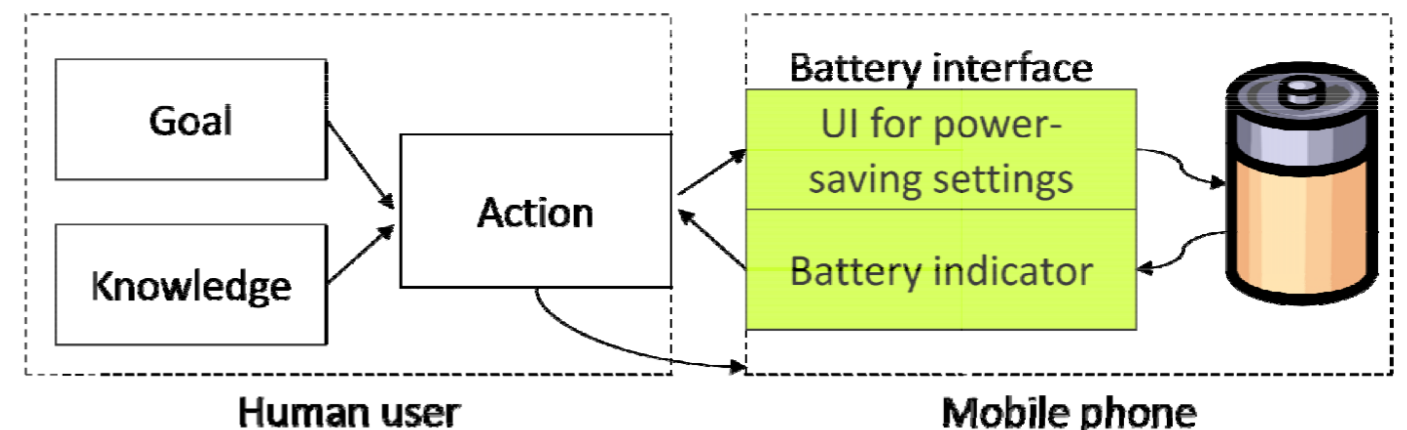 Battery interface
Goal
UI for power-
saving settings
Action
Knowledge
Battery indicator
Human user
Mobile phone